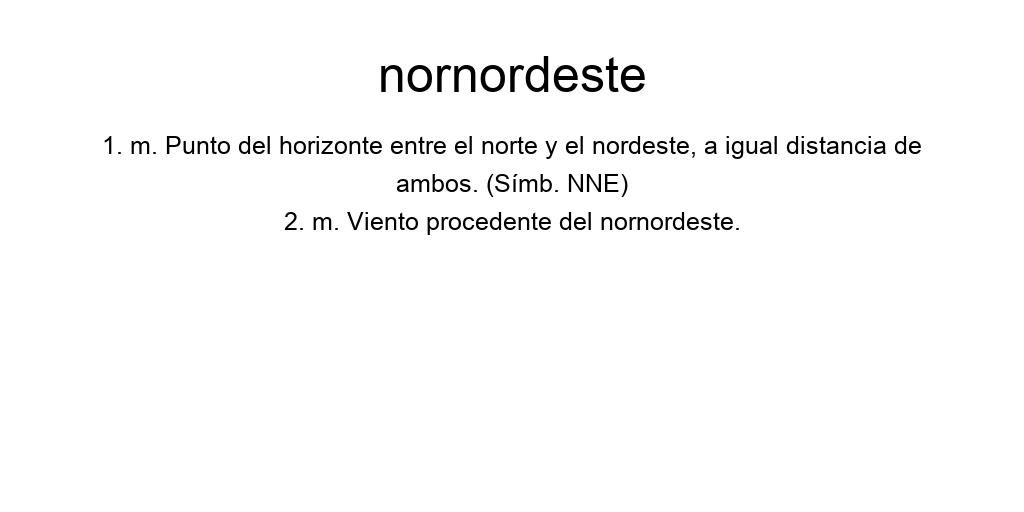 nornordeste
1. m. Punto del horizonte entre el norte y el nordeste, a igual distancia de
ambos. (Símb. NNE)
2. m. Viento procedente del nornordeste.